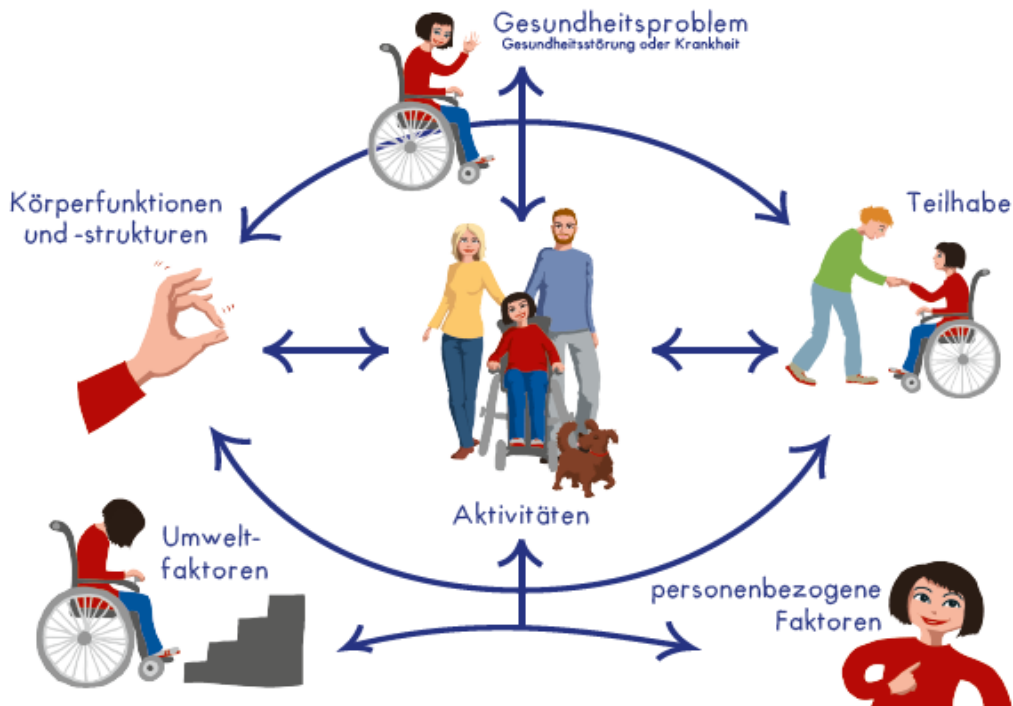 Gesundheitsproblem
Gesundheitsstörung oder Krankheit
Körperfunktionen
und -strukturen
Teilhabe
Aktivitäten
Umwelt-
faktoren
personenbezogene
Faktoren